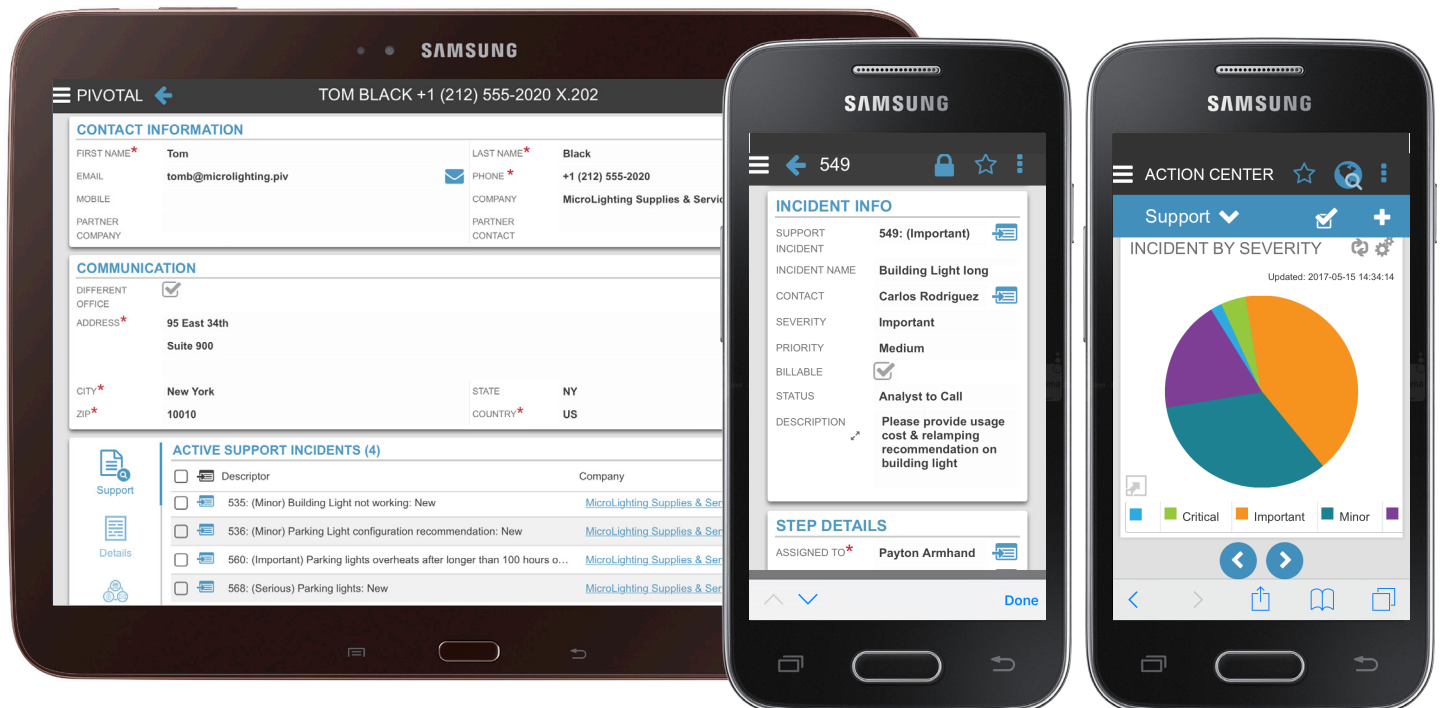 SAMSUNG
PIVOTAL
TOM BLACK +1 (212) 555-2020 X.202
CONTACT INFORMATION
FIRST NAME* Tom LAST NAME* Black
EMAIL tomb@microlighting.piv PHONE * +1 (212) 555-2020
MOBILE COMPANY MicroLighting Supplies & Servic
PARTNER
COMPANY
PARTNER
CONTACT
COMMUNICATION
DIFFERENT
OFFICE
ADDRESS* 95 East 34th
Suite 900
CITY* New York STATE NY
ZIP* 10010 COUNTRY* US
Support
Details
ACTIVE SUPPORT INCIDENTS (4)
Descriptor Company
535: (Minor) Building Light not working: New MicroLighting Supplies & Ser
536: (Minor) Parking Light configuration recommendation: New MicroLighting Supplies & Ser
560: (Important) Parking lights overheats after longer than 100 hours o... MicroLighting Supplies & Ser
568: (Serious) Parking lights: New MicroLighting Supplies & Ser
SAMSUNG
549
INCIDENT INFO
SUPPORT
INCIDENT
549: (Important)
INCIDENT NAME Building Light long
CONTACT Carlos Rodriguez
SEVERITY Important
PRIORITY Medium
BILLABLE
STATUS Analyst to Call
DESCRIPTION Please provide usage
cost & relamping
recommendation on
building light
STEP DETAILS
ASSIGNED TO* Payton Armhand
Done
SAMSUNG
ACTION CENTER
Support
INCIDENT BY SEVERITY
Updated: 2017-05-15 14:34:14
Critical Important Minor